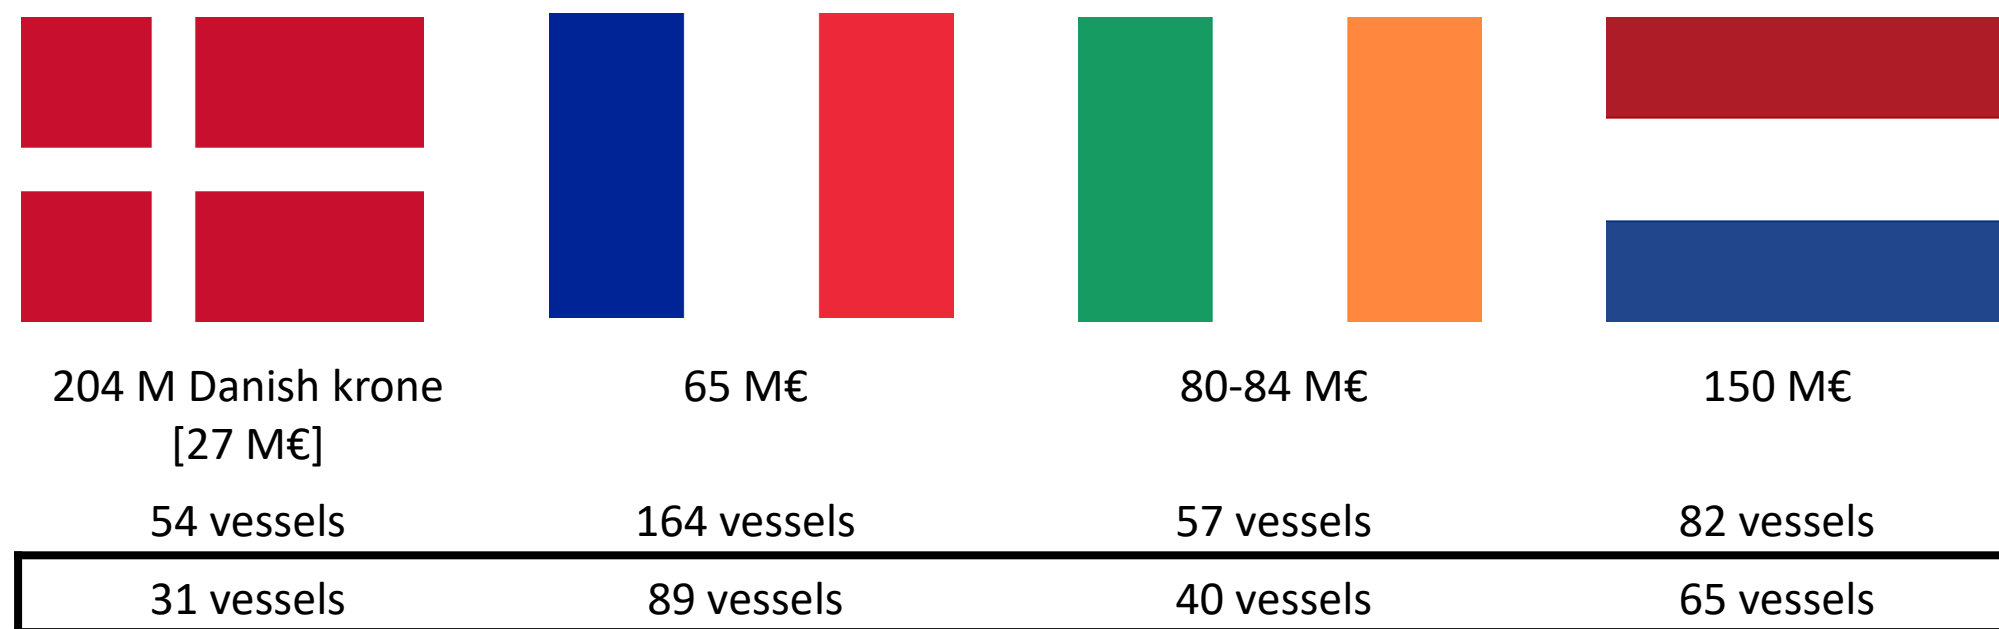 204 M Danish krone 65 M€ 80-84 M€ 150 M€
[27 M€]
54 vessels 164 vessels 57 vessels 82 vessels
31 vessels 89 vessels 40 vessels 65 vessels